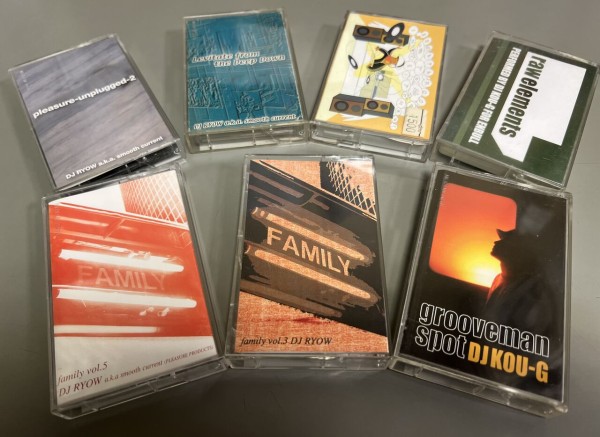 pleasure-unplugged-2
DJ RYOW a.k.a. smooth current
Levitate from
the Deep Down
DJ RYOW a.k.a. smooth current
1500
raw elements
FAMILY
family vol.5
DJ RYOW a.k.a smooth current
FAMILY
family vol.3 DJ RYOW
grooveman
spot DJ KOU-G